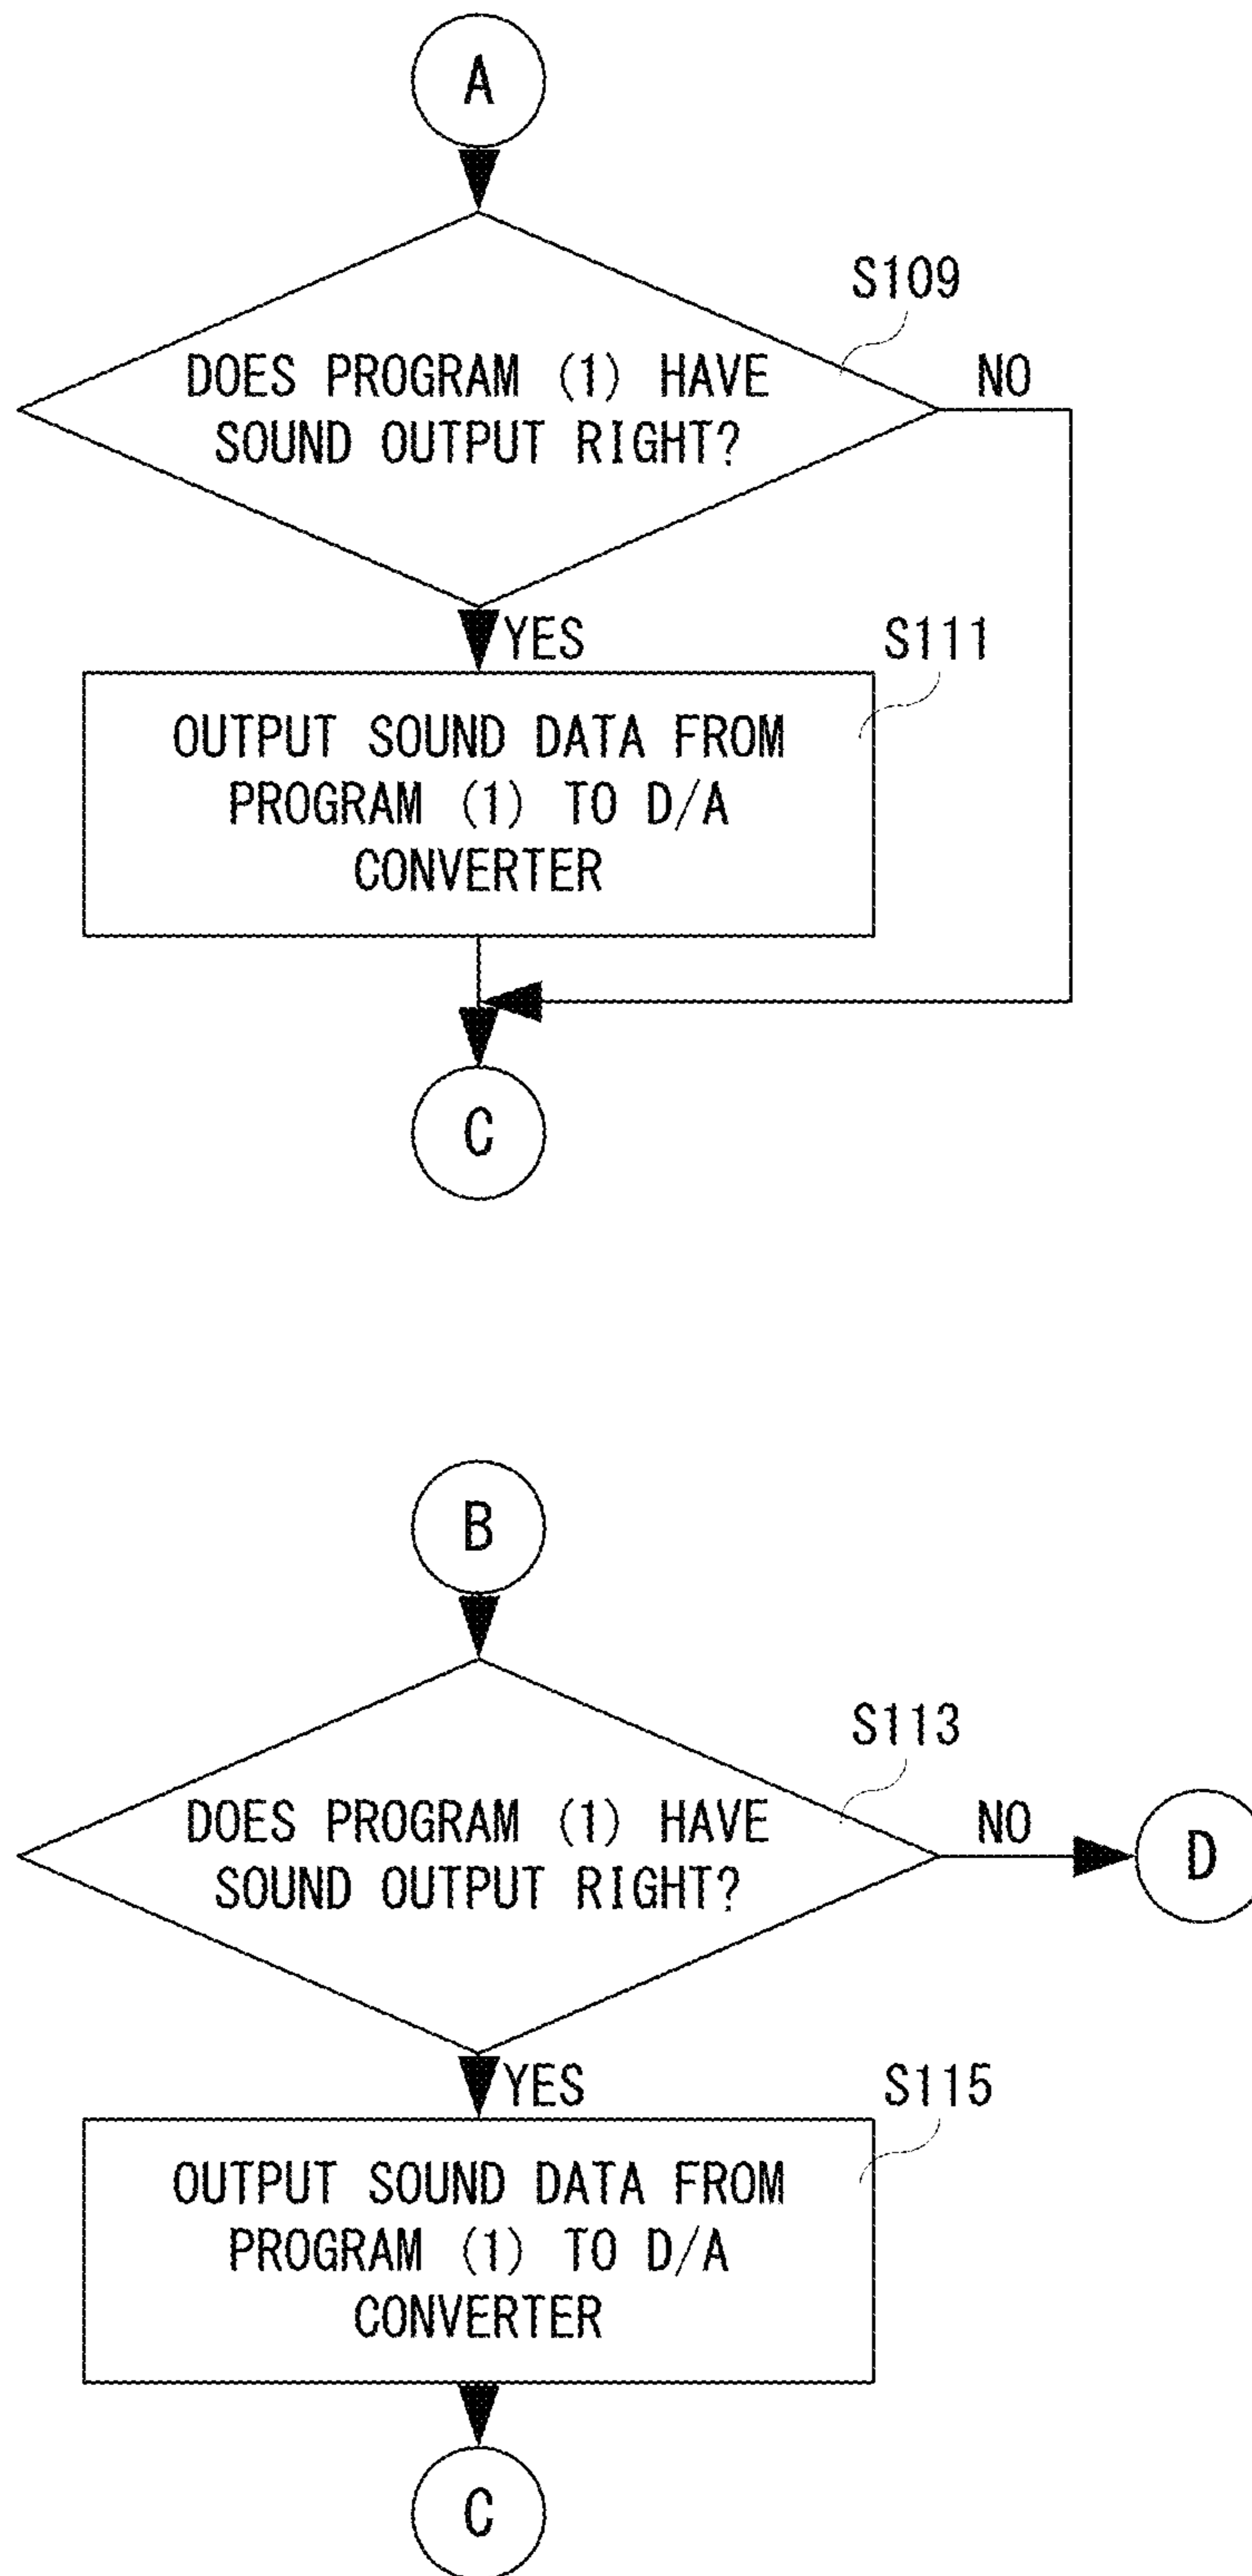 A
S109
DOES PROGRAM (1) HAVE
SOUND OUTPUT RIGHT?
NO
YES
S111
OUTPUT SOUND DATA FROM
PROGRAM (1) TO D/A
CONVERTER
C
B
S113
DOES PROGRAM (1) HAVE
SOUND OUTPUT RIGHT?
NO
D
YES
S115
OUTPUT SOUND DATA FROM
PROGRAM (1) TO D/A
CONVERTER
C